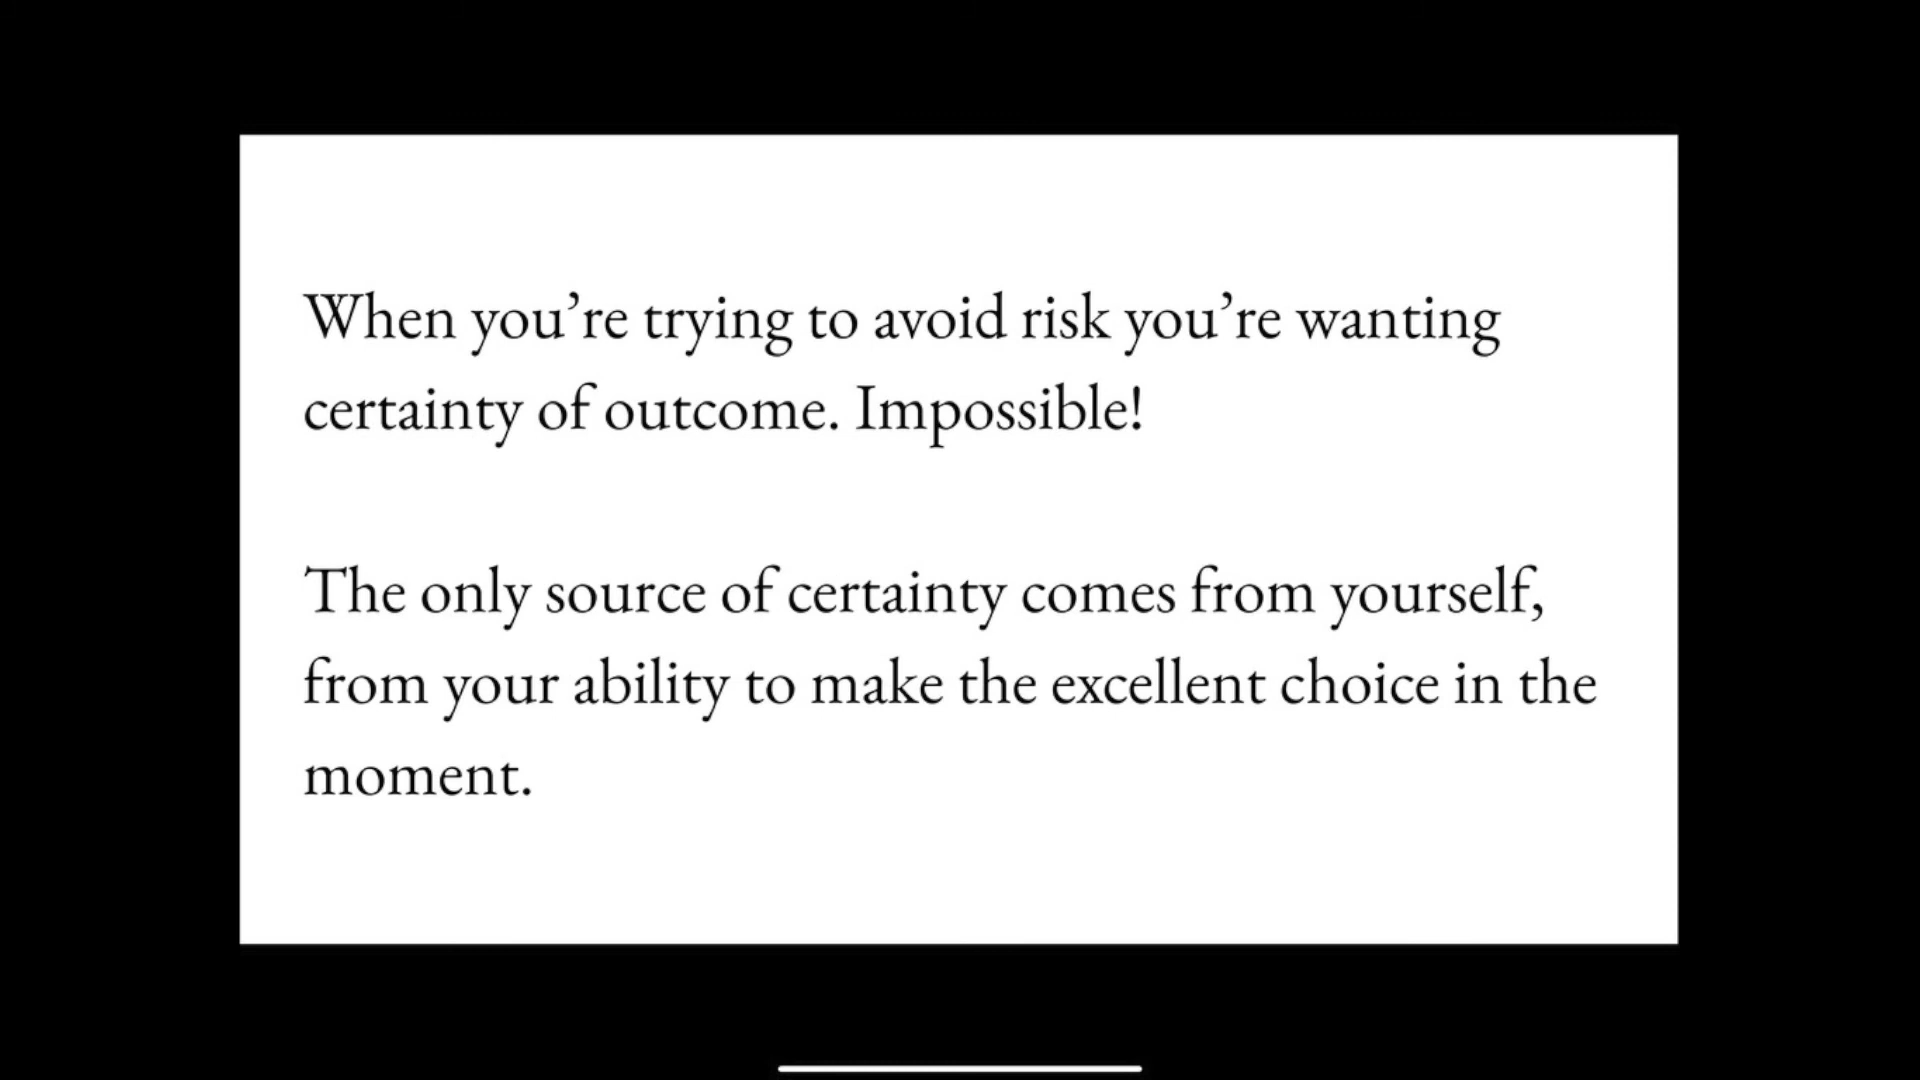 When you’re trying to avoid risk you’re wanting
certainty of outcome. Impossible!
The only source of certainty comes from yourself,
from your ability to make the excellent choice in the
moment.